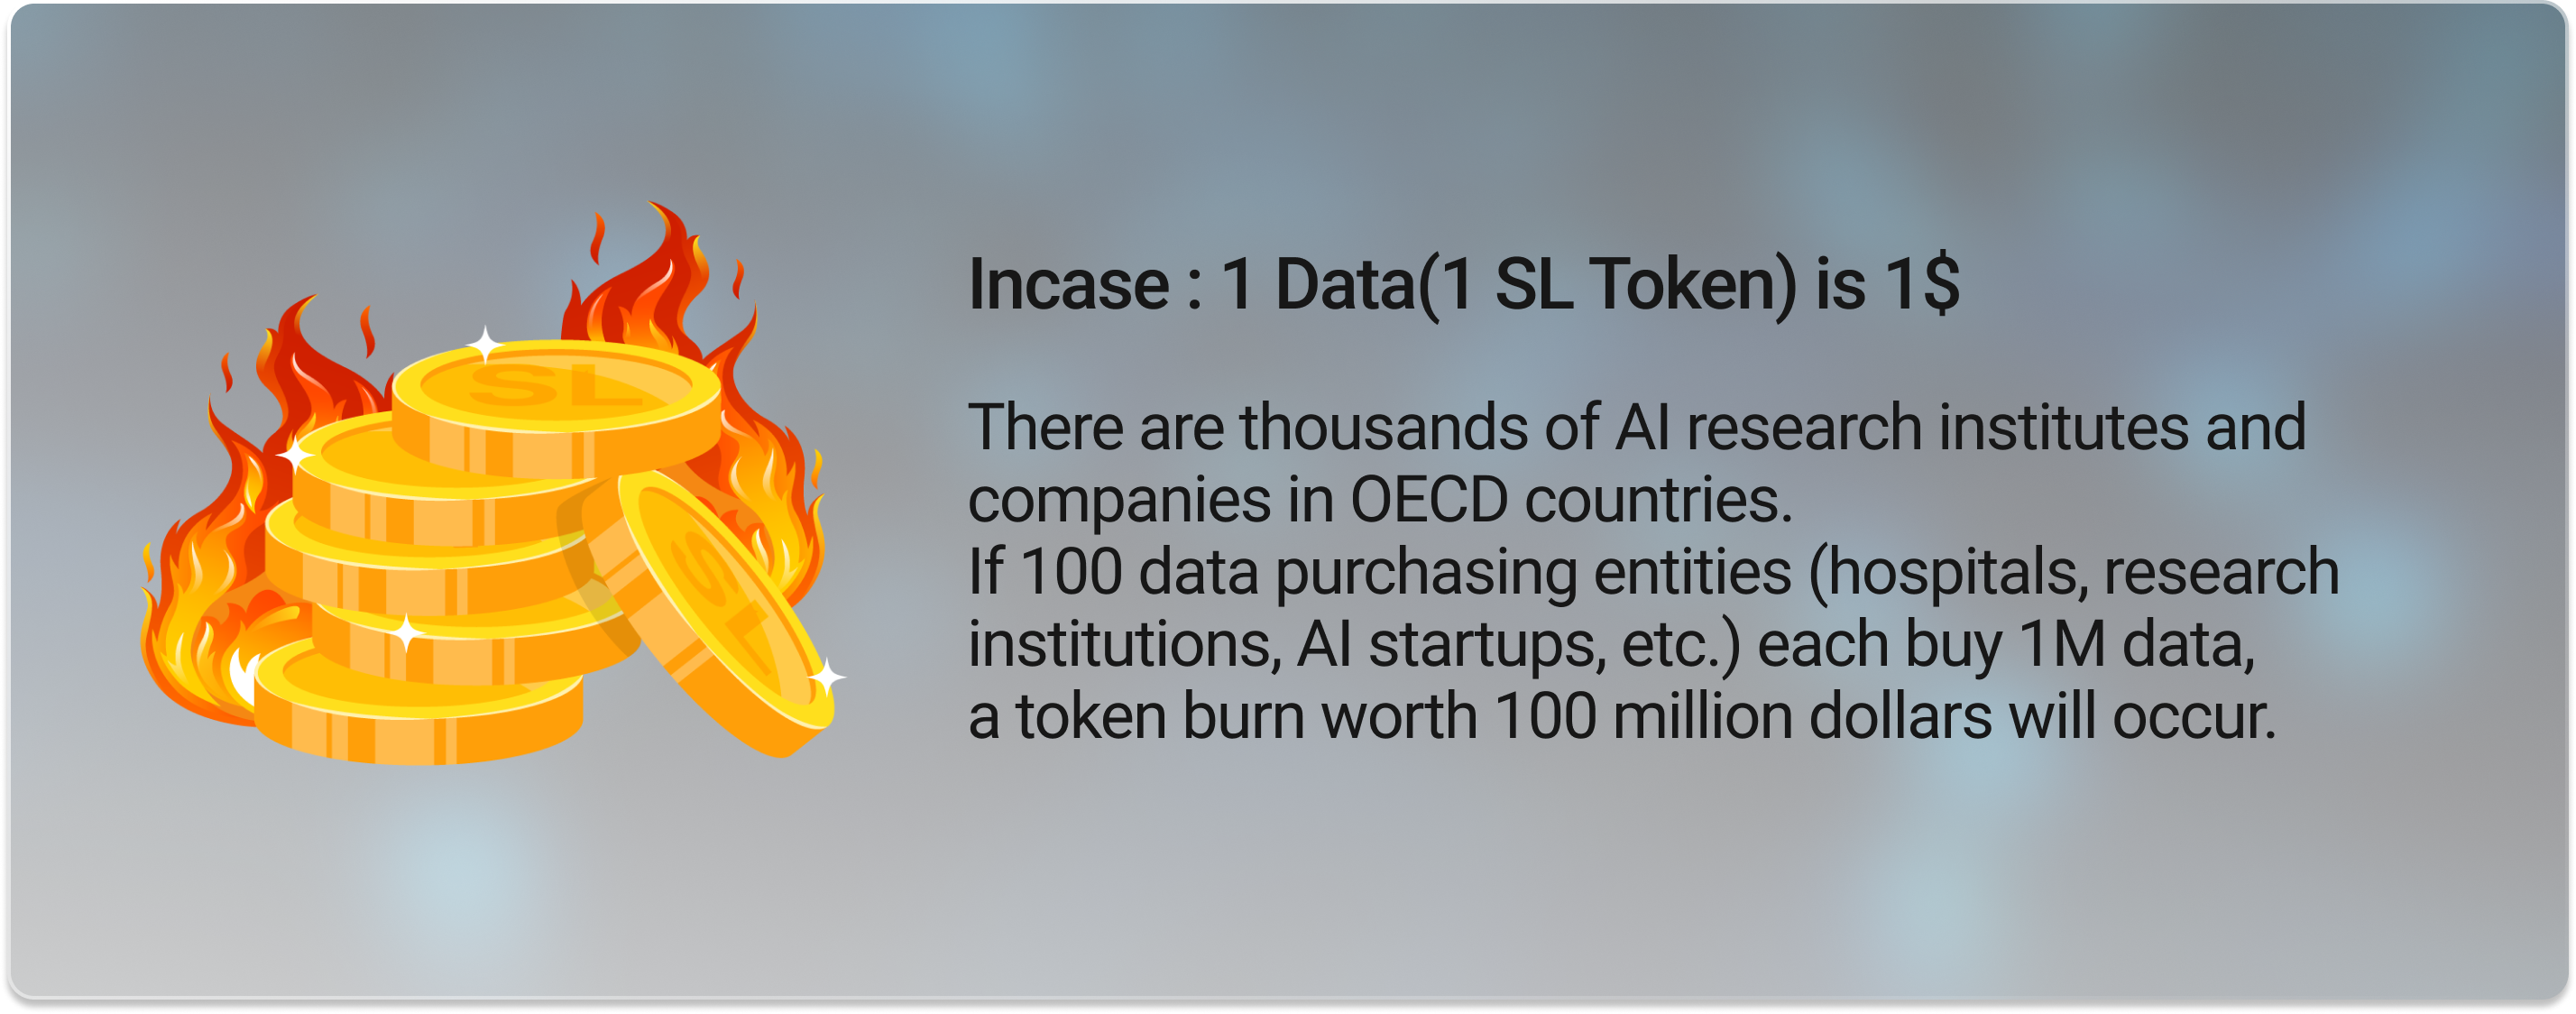 SL
SL
Incase : 1 Data(1 SL Token) is 1$
There are thousands of AI research institutes and
companies in OECD countries.
If 100 data purchasing entities (hospitals, research
institutions, AI startups, etc.) each buy 1M data,
a token burn worth 100 million dollars will occur.